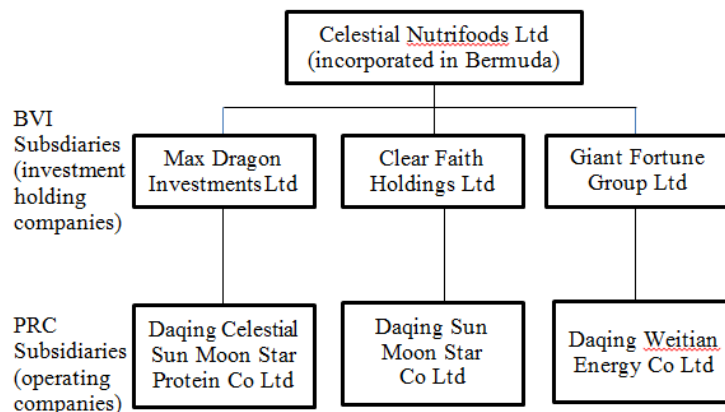 Celestial Nutrifoods Ltd
(incorporated in Bermuda)
BVI
Subsdiaries
(investment
holding
companies)
Max Dragon
Investments Ltd
Clear Faith
Holdings Ltd
Giant Fortune
Group Ltd
PRC
Subsidiaries
(operating
companies)
Daqing Celestial
Sun Moon Star
Protein Co Ltd
Daqing Sun
Moon Star
Co Ltd
Daqing Weitian
Energy Co Ltd